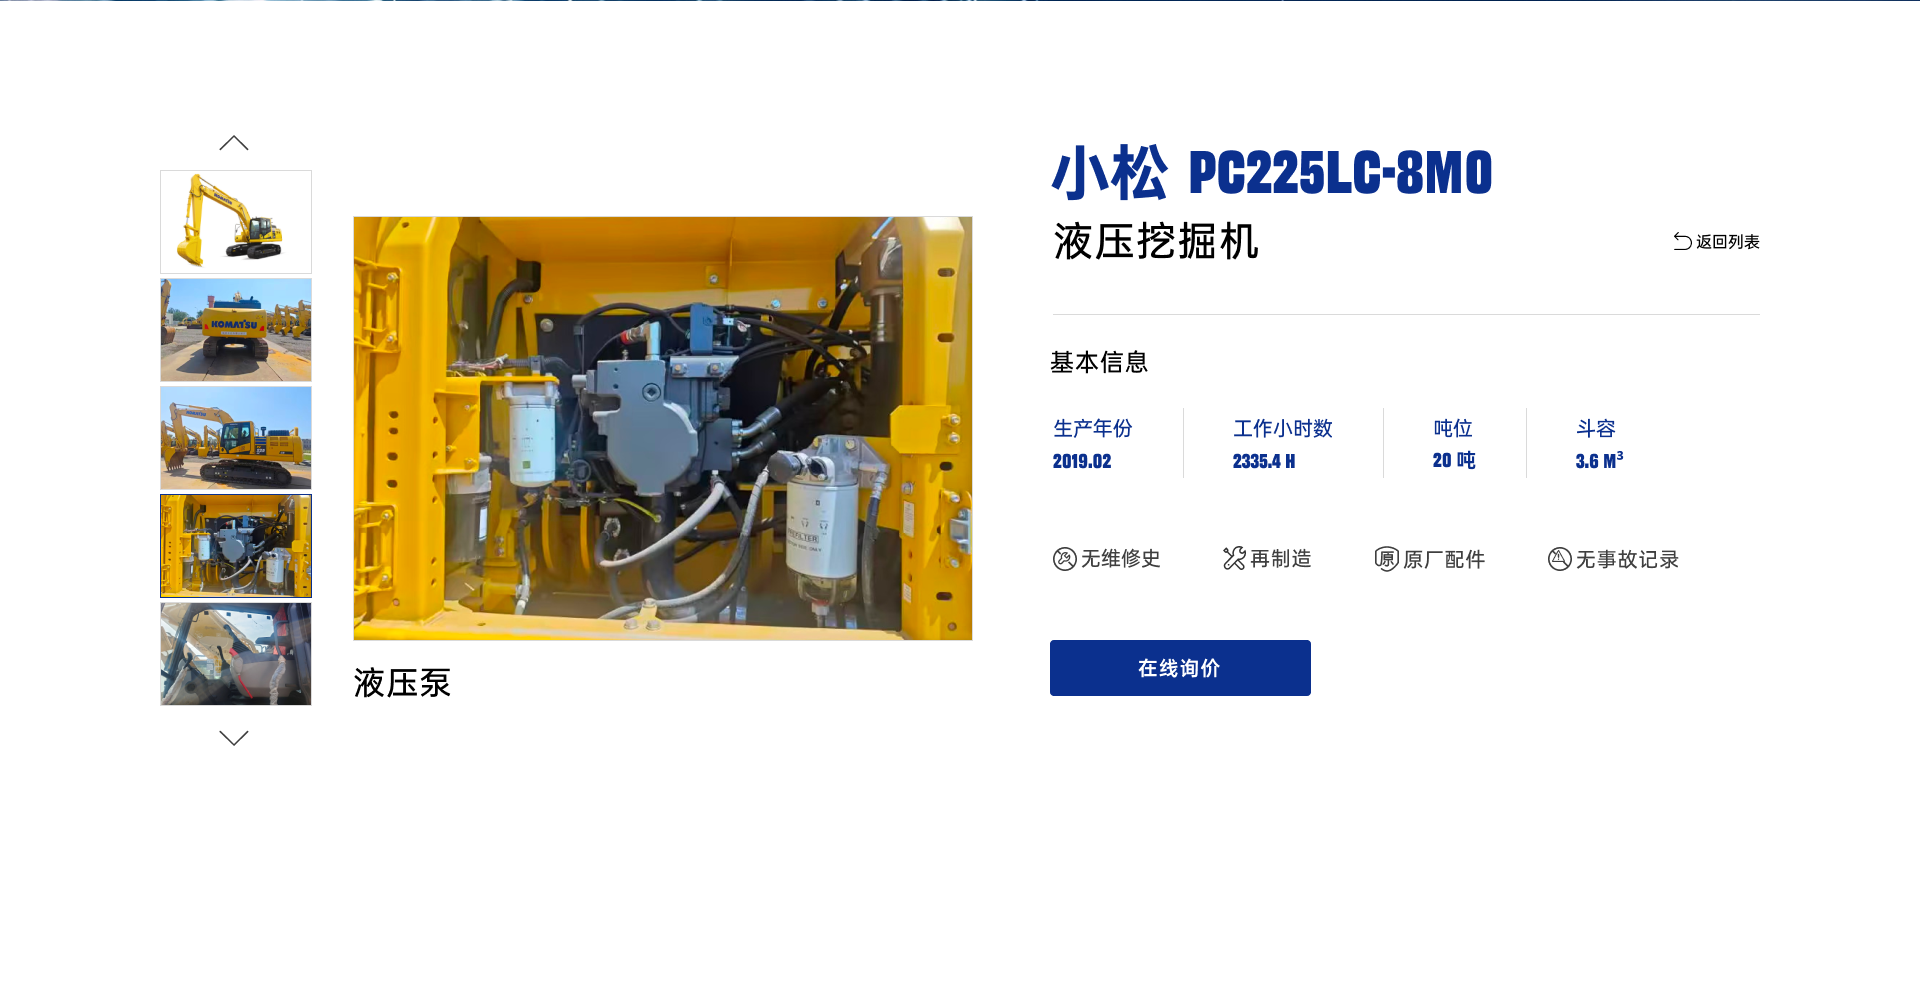 小松 PC225LC-8M0
液压挖掘机
返回列表
基本信息
生产年份
2019.02
工作小时数
2335.4 H
吨位
20 吨
斗容
3.6 M³
无维修史
再制造
原厂配件
无事故记录
在线询价
KOMATSU
液压泵